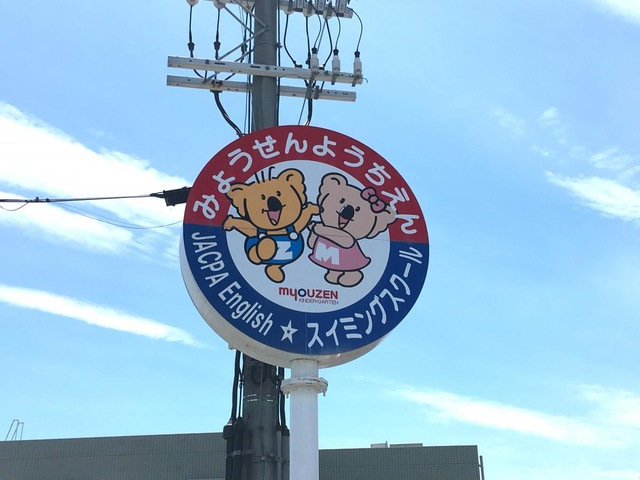 みょうせんようちえん
Z
M
myOUZEN
KINDERGARTEN
JACPA English ★ スイミングスクール